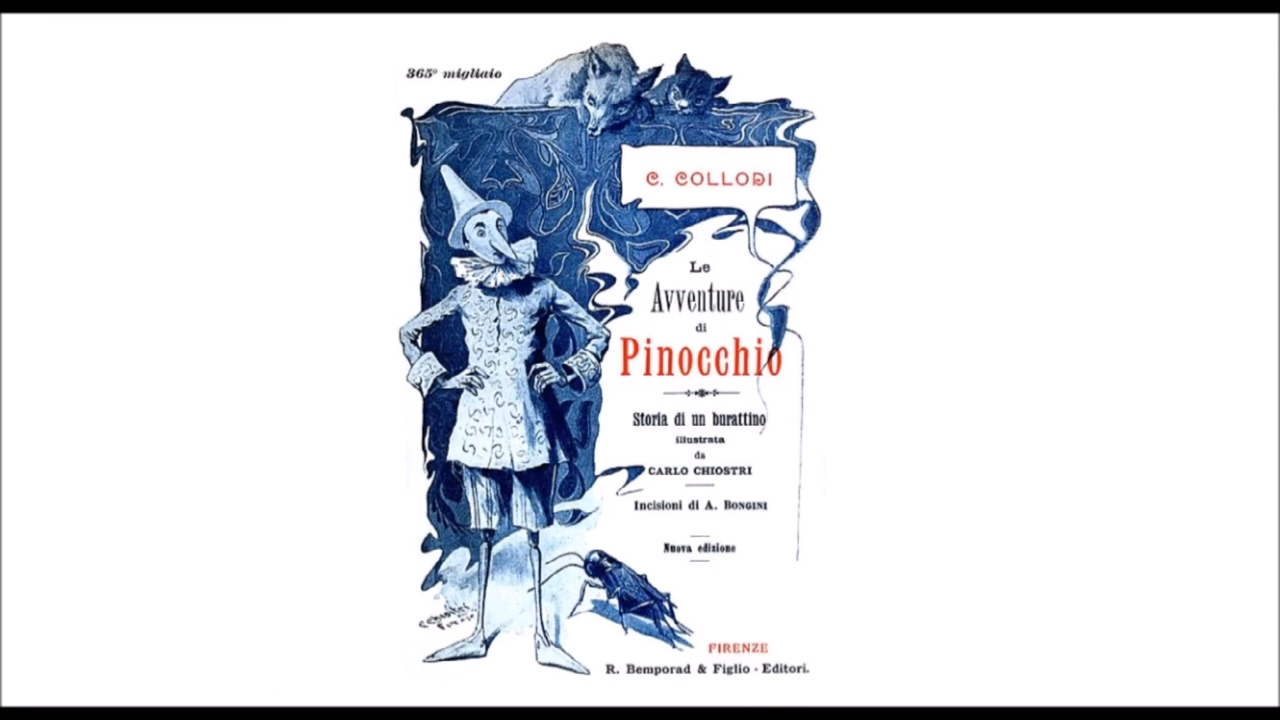 365º migliaio
C. COLLODI
Le
Avventure
di
Pinocchio
Storia di un burattino
illustrata
da
CARLO CHIOSTRI
Incisioni di A. BONGINI
Nuova edizione
FIRENZE
R. Bemporad & Figlio - Editori.